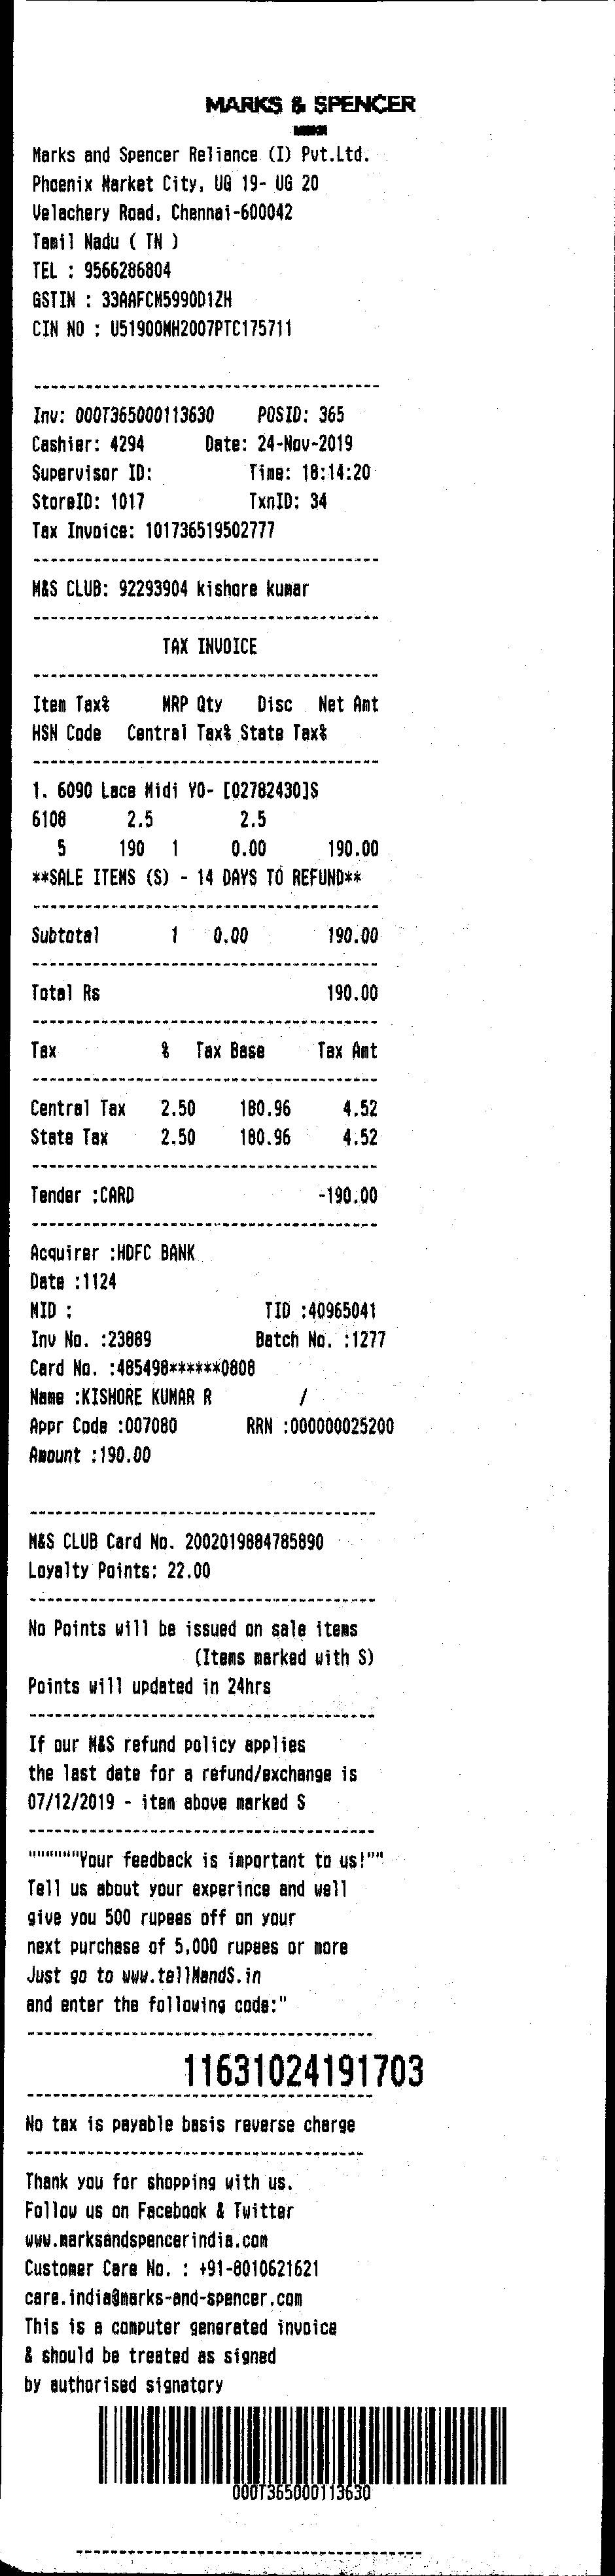 MARKS & SPENCER
Marks and Spencer Reliance (I) Pvt.Ltd.
Phoenix Market City, UG 19- UG 20
Velachery Road, Chennai-600042
Tamil Nadu ( TN )
TEL : 9566286804
GSTIN : 33AAFCM5990D1ZH
CIN NO : U51900MH2007PTC175711
Inv: 000T365000113630 POSID: 365
Cashier: 4294 Date: 24-Nov-2019
Supervisor ID: Time: 18:14:20
StoreID: 1017 TxnID: 34
Tax Invoice: 101736519502777
M&S CLUB: 92293904 kishore kumar
TAX INVOICE
Item Tax% MRP Qty Disc Net Amt
HSN Code Central Tax% State Tax%
1. 6090 Lace Midi YO- [02782430]S
6108 2.5 2.5
5 190 1 0.00 190.00
**SALE ITEMS (S) - 14 DAYS TO REFUND**
Subtotal 1 0.00 190.00
Total Rs 190.00
Tax % Tax Base Tax Amt
Central Tax 2.50 180.96 4.52
State Tax 2.50 180.96 4.52
Tender :CARD -190.00
Acquirer :HDFC BANK
Date :1124
MID : TID :40965041
Inv No. :23889 Batch No. :1277
Card No. :485498******0808
Name :KISHORE KUMAR R /
Appr Code :007080 RRN :000000025200
Amount :190.00
M&S CLUB Card No. 2002019884785890
Loyalty Points: 22.00
No Points will be issued on sale items
(Items marked with S)
Points will updated in 24hrs
If our M&S refund policy applies
the last date for a refund/exchange is
07/12/2019 - item above marked S
""""""Your feedback is important to us!""
Tell us about your experince and well
give you 500 rupees off on your
next purchase of 5,000 rupees or more
Just go to www.tellMandS.in
and enter the following code:"
11631024191703
No tax is payable basis reverse charge
Thank you for shopping with us.
Follow us on Facebook & Twitter
www.marksandspencerindia.com
Customer Care No. : +91-8010621621
care.india@marks-and-spencer.com
This is a computer generated invoice
& should be treated as signed
by authorised signatory
000T365000113630